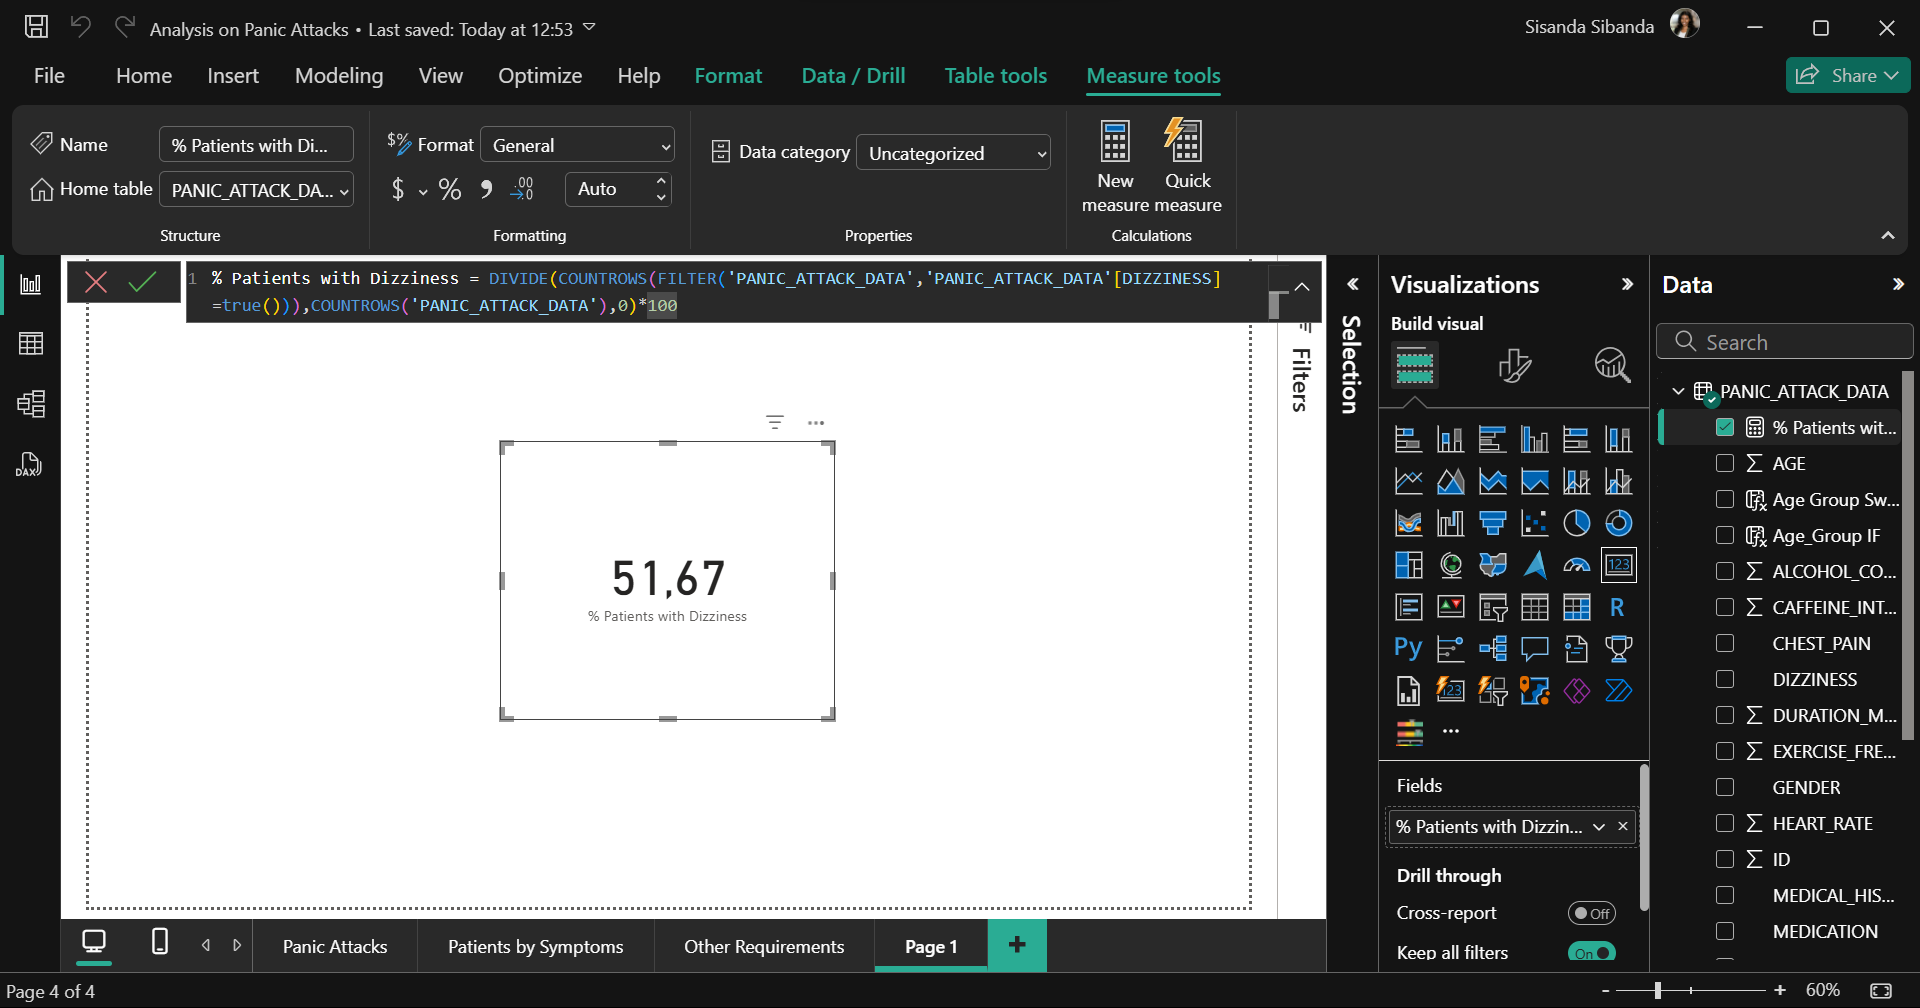 Analysis on Panic Attacks • Last saved: Today at 12:53
Sisanda Sibanda
File Home Insert Modeling View Optimize Help Format Data / Drill Table tools Measure tools
Share
Name % Patients with Di...
Home table PANIC_ATTACK_DA...
Structure
$% Format General
$ % , .00 .0 Auto
Formatting
Data category Uncategorized
Properties
New measure
Quick measure
Calculations
1 % Patients with Dizziness = DIVIDE(COUNTROWS(FILTER('PANIC_ATTACK_DATA','PANIC_ATTACK_DATA'[DIZZINESS]
=true())),COUNTROWS('PANIC_ATTACK_DATA'),0)*100
DAX
51,67
% Patients with Dizziness
Filters
Selection
Visualizations
Build visual
123
R
Py
123
Fields
% Patients with Dizzin...
Drill through
Cross-report Off
Keep all filters On
Data
Search
PANIC_ATTACK_DATA
% Patients wit...
AGE
Age Group Sw...
Age_Group IF
ALCOHOL_CO...
CAFFEINE_INT...
CHEST_PAIN
DIZZINESS
DURATION_M...
EXERCISE_FRE...
GENDER
HEART_RATE
ID
MEDICAL_HIS...
MEDICATION
Panic Attacks Patients by Symptoms Other Requirements Page 1 +
Page 4 of 4
- + 60%